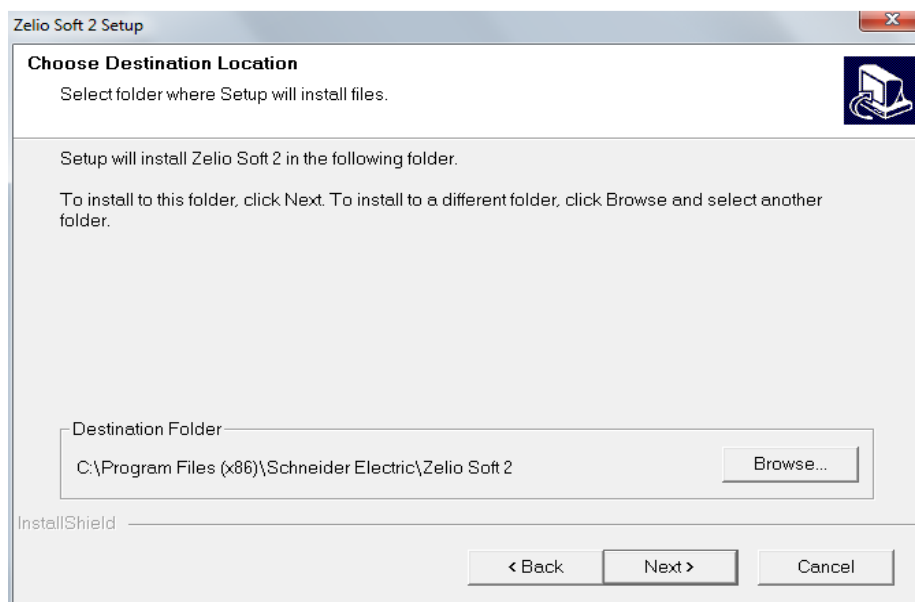 Zelio Soft 2 Setup
Choose Destination Location
Select folder where Setup will install files.
Setup will install Zelio Soft 2 in the following folder.
To install to this folder, click Next. To install to a different folder, click Browse and select another
folder.
Destination Folder
C:\Program Files (x86)\Schneider Electric\Zelio Soft 2
Browse...
InstallShield
< Back
Next >
Cancel